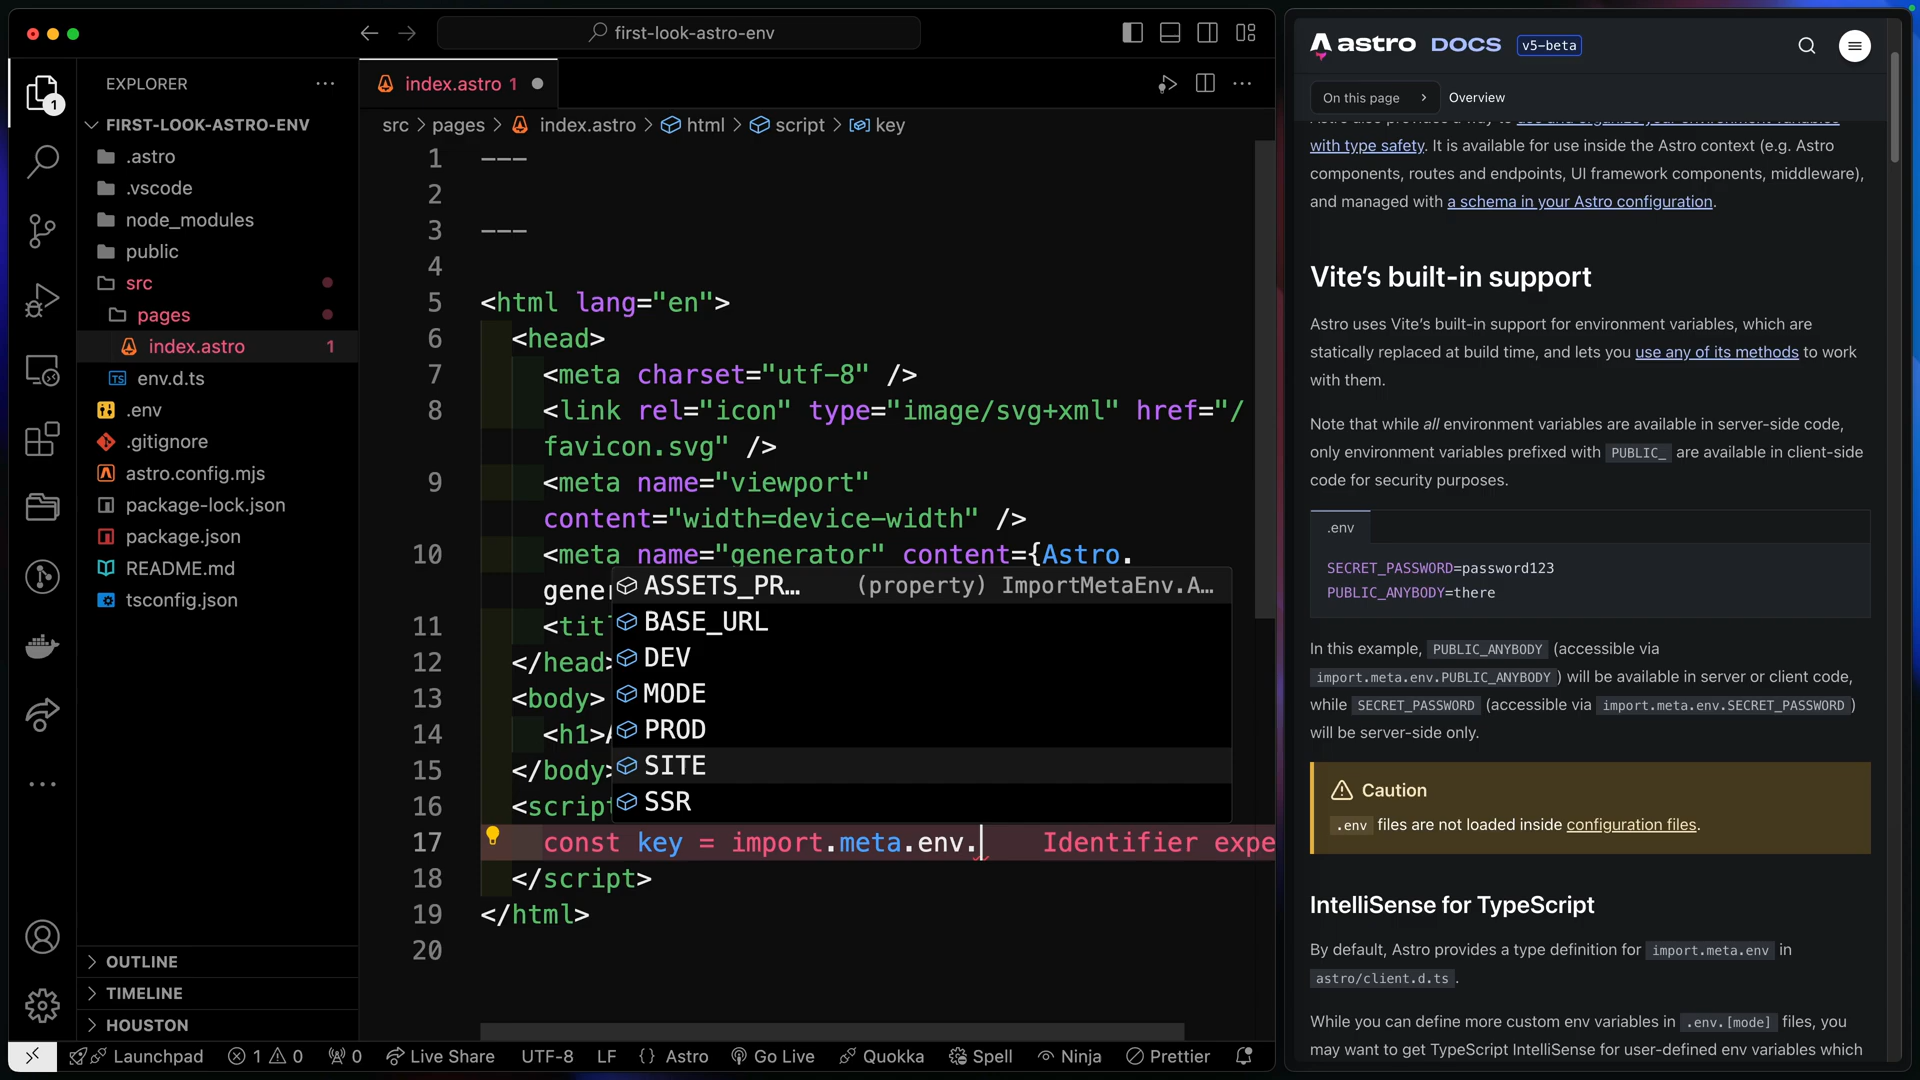 first-look-astro-env
EXPLORER
FIRST-LOOK-ASTRO-ENV
.astro
.vscode
node_modules
public
src
pages
index.astro 1
env.d.ts
.env
.gitignore
astro.config.mjs
package-lock.json
package.json
README.md
tsconfig.json
OUTLINE
TIMELINE
HOUSTON
1
index.astro 1
src > pages > index.astro > html > script > key
1 ---
2
3 ---
4
5 <html lang="en">
6 <head>
7 <meta charset="utf-8" />
8 <link rel="icon" type="image/svg+xml" href="/
favicon.svg" />
9 <meta name="viewport"
content="width=device-width" />
10 <meta name="generator" content={Astro.
gener
11 <titl
12 </head>
13 <body>
14 <h1>A
15 </body>
16 <script
17 const key = import.meta.env. Identifier expe
18 </script>
19 </html>
20
ASSETS_PR... (property) ImportMetaEnv.A...
BASE_URL
DEV
MODE
PROD
SITE
SSR
Launchpad 1 0 0 Live Share UTF-8 LF {} Astro Go Live Quokka Spell Ninja Prettier
astro DOCS v5-beta
On this page > Overview
with type safety. It is available for use inside the Astro context (e.g. Astro
components, routes and endpoints, UI framework components, middleware),
and managed with a schema in your Astro configuration.
Vite’s built-in support
Astro uses Vite’s built-in support for environment variables, which are
statically replaced at build time, and lets you use any of its methods to work
with them.
Note that while all environment variables are available in server-side code,
only environment variables prefixed with PUBLIC_ are available in client-side
code for security purposes.
.env
SECRET_PASSWORD=password123
PUBLIC_ANYBODY=there
In this example, PUBLIC_ANYBODY (accessible via
import.meta.env.PUBLIC_ANYBODY) will be available in server or client code,
while SECRET_PASSWORD (accessible via import.meta.env.SECRET_PASSWORD)
will be server-side only.
Caution
.env files are not loaded inside configuration files.
IntelliSense for TypeScript
By default, Astro provides a type definition for import.meta.env in
astro/client.d.ts.
While you can define more custom env variables in .env.[mode] files, you
may want to get TypeScript IntelliSense for user-defined env variables which